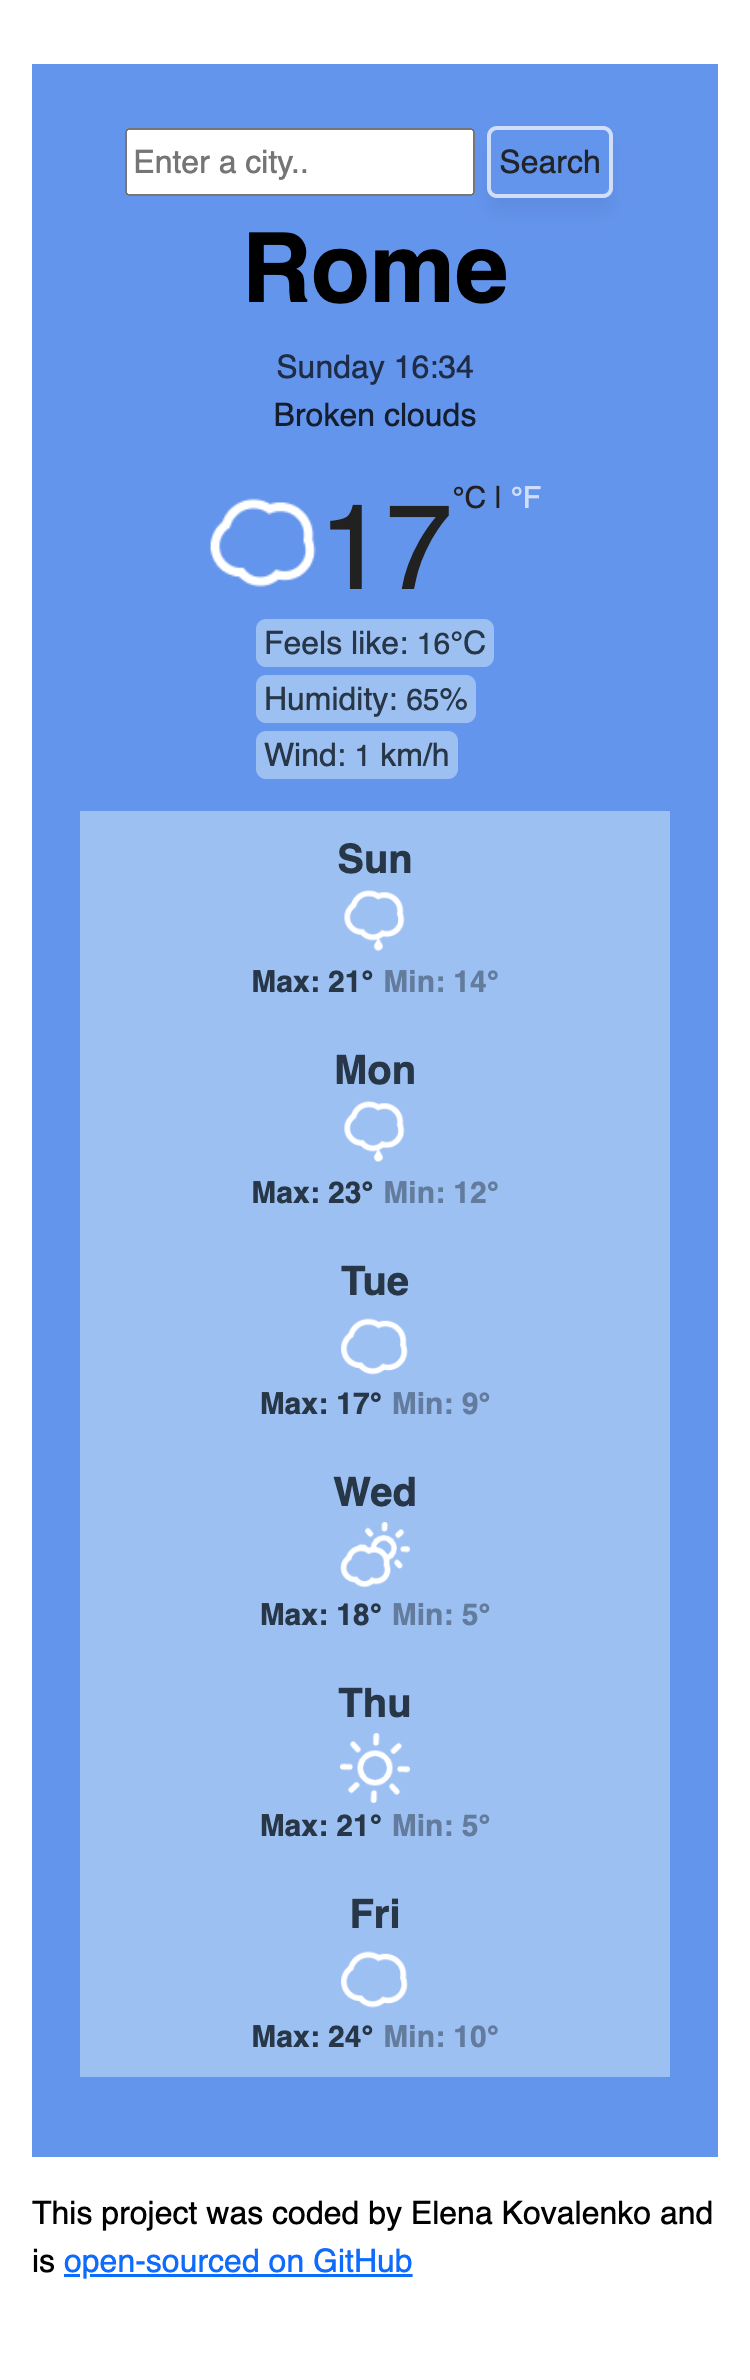 Enter a city..
Search
Rome
Sunday 16:34
Broken clouds
17 °C | °F
Feels like: 16°C
Humidity: 65%
Wind: 1 km/h
Sun
Max: 21° Min: 14°
Mon
Max: 23° Min: 12°
Tue
Max: 17° Min: 9°
Wed
Max: 18° Min: 5°
Thu
Max: 21° Min: 5°
Fri
Max: 24° Min: 10°
This project was coded by Elena Kovalenko and
is open-sourced on GitHub